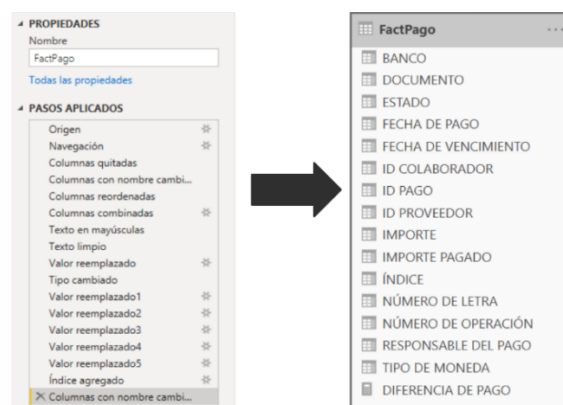 PROPIEDADES
Nombre
FactPago
Todas las propiedades
PASOS APLICADOS
Origen
Navegación
Columnas quitadas
Columnas con nombre cambi...
Columnas reordenadas
Columnas combinadas
Texto en mayúsculas
Texto limpio
Valor reemplazado
Tipo cambiado
Valor reemplazado1
Valor reemplazado2
Valor reemplazado3
Valor reemplazado4
Valor reemplazado5
Índice agregado
Columnas con nombre cambi...
FactPago
BANCO
DOCUMENTO
ESTADO
FECHA DE PAGO
FECHA DE VENCIMIENTO
ID COLABORADOR
ID PAGO
ID PROVEEDOR
IMPORTE
IMPORTE PAGADO
ÍNDICE
NÚMERO DE LETRA
NÚMERO DE OPERACIÓN
RESPONSABLE DEL PAGO
TIPO DE MONEDA
DIFERENCIA DE PAGO